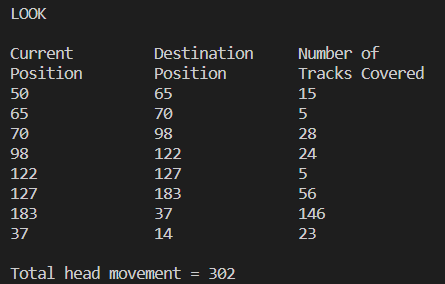 LOOK
Current Destination Number of
Position Position Tracks Covered
50 65 15
65 70 5
70 98 28
98 122 24
122 127 5
127 183 56
183 37 146
37 14 23
Total head movement = 302